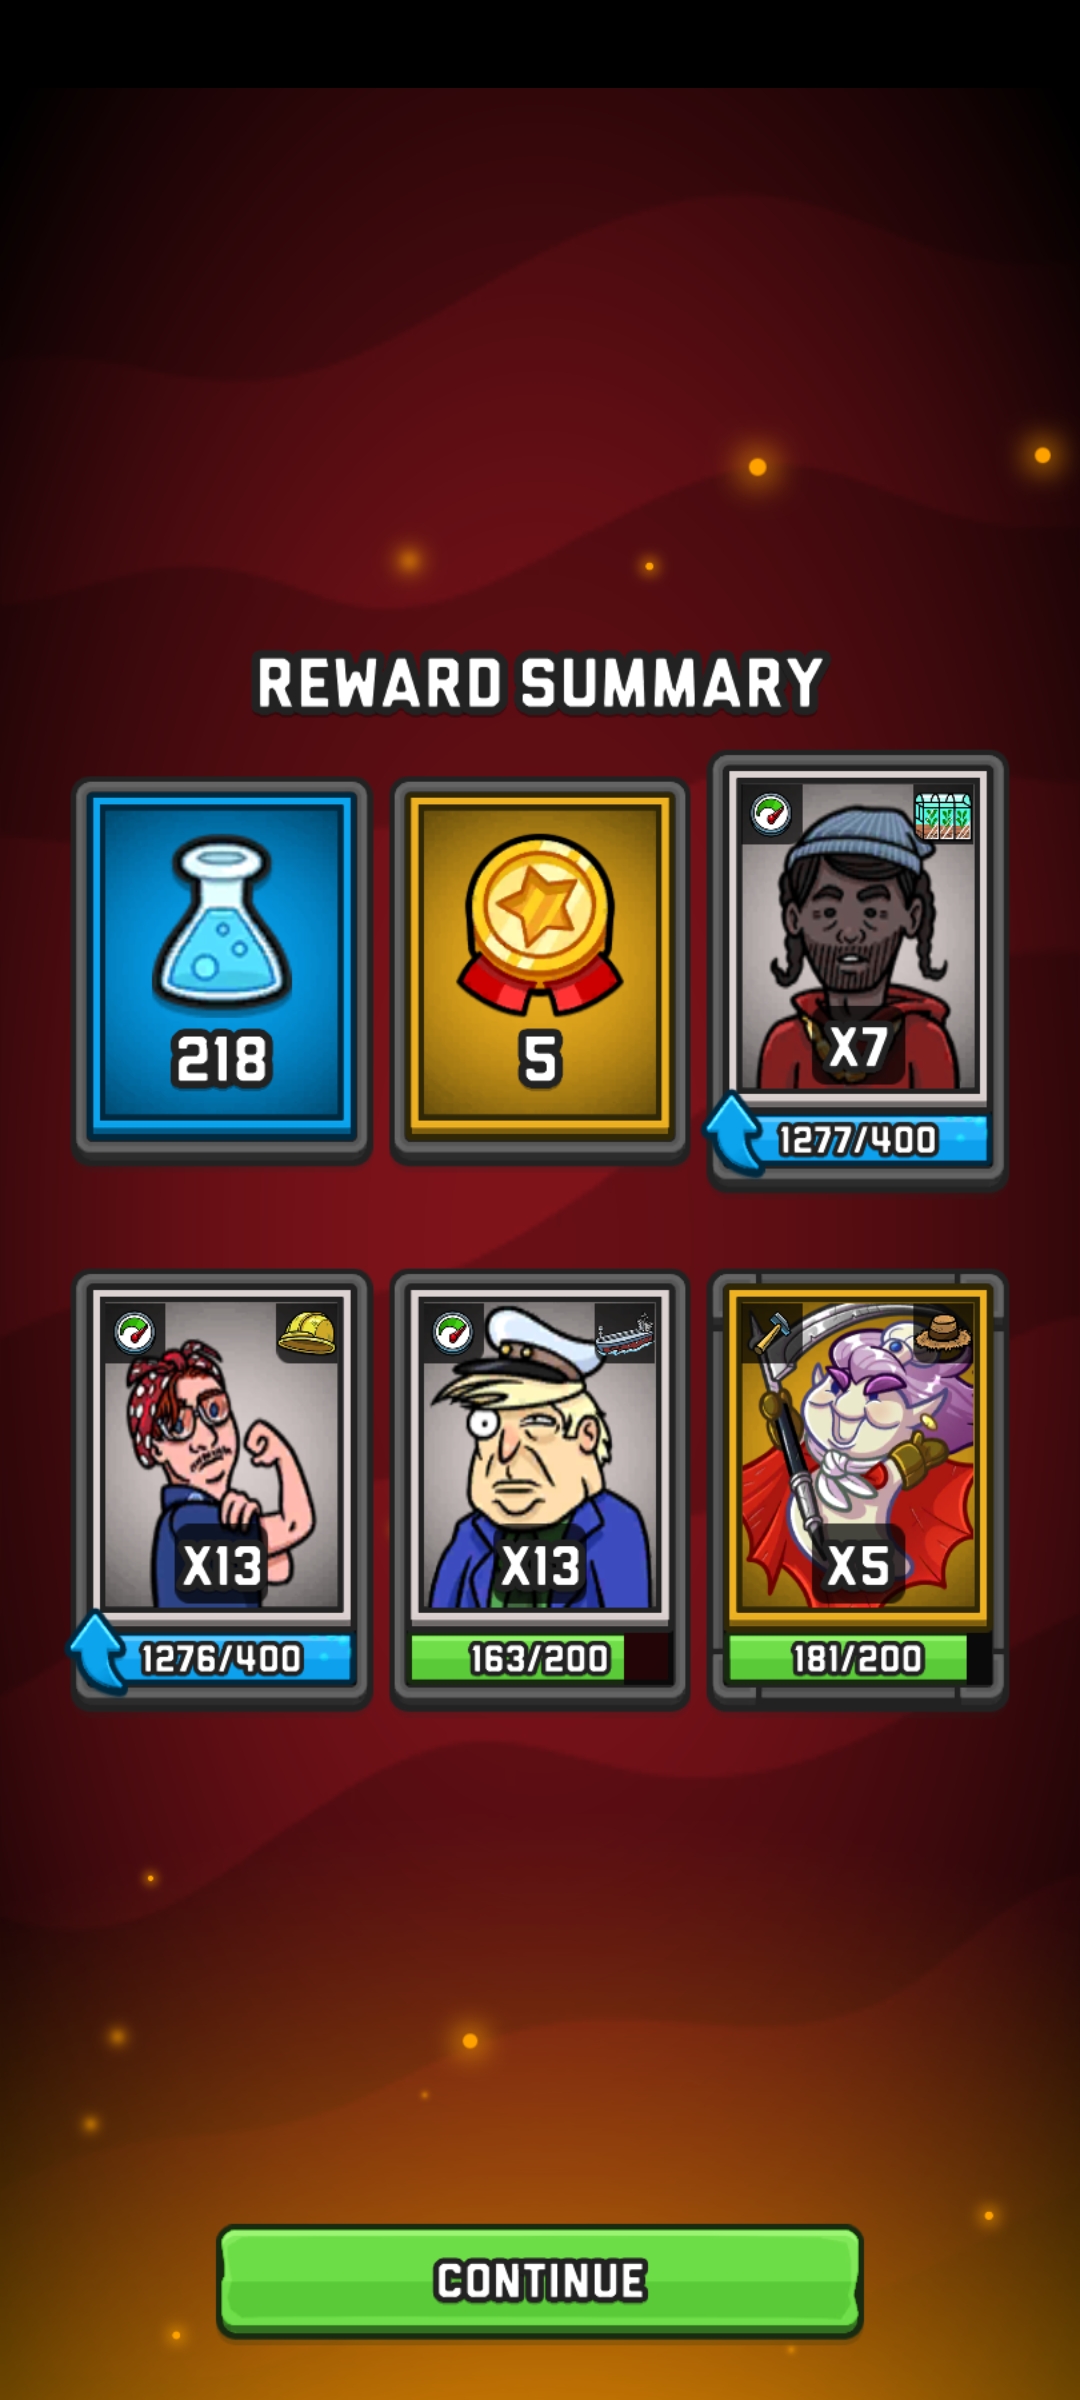 REWARD SUMMARY
218
5
X7
1277/400
X13
1276/400
X13
163/200
X5
181/200
CONTINUE